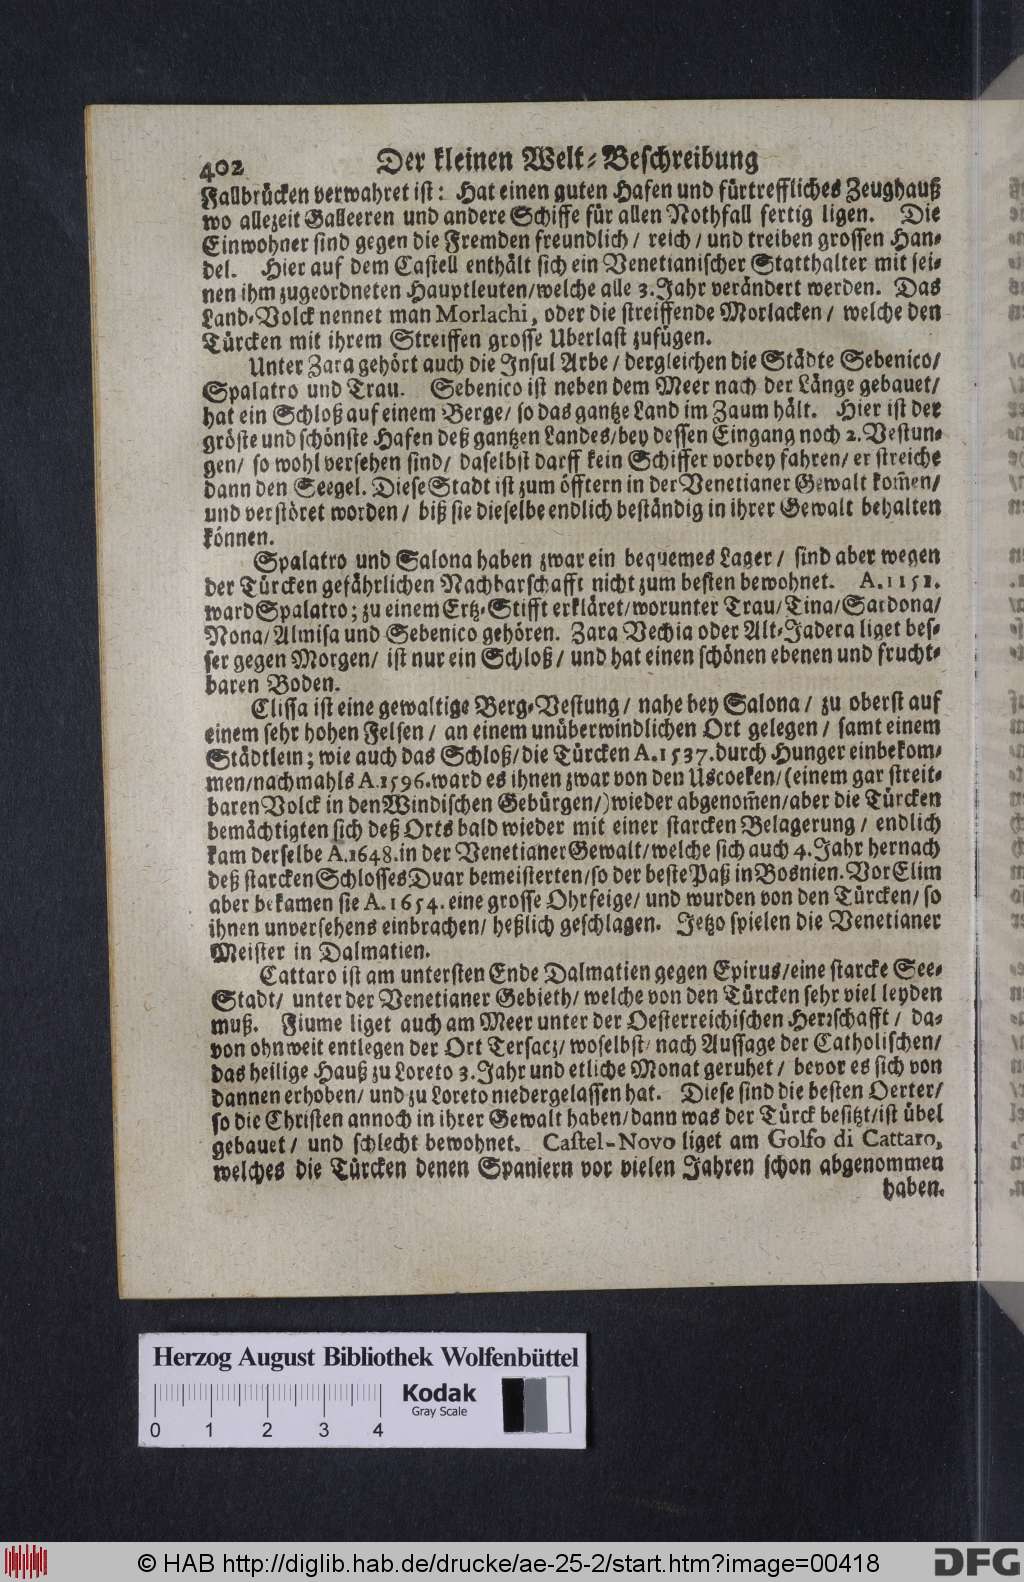 402 Der kleinen Welt-Beschreibung
Fallbrücken verwahret ist: Hat einen guten Hafen und fürtreffliches Zeughauß
wo allezeit Galleeren und andere Schiffe für allen Nothfall fertig ligen. Die
Einwohner sind gegen die Fremden freundlich/ reich/ und treiben grossen Han-
del. Hier auf dem Castell enthält sich ein Venetianischer Statthalter mit sei-
nen ihm zugeordneten Hauptleuten/welche alle 3.Jahr verändert werden. Das
Land-Volck nennet man Morlachi, oder die streiffende Morlacken/ welche den
Türcken mit ihrem Streiffen grosse Uberlast zufügen.
Unter Zara gehört auch die Insul Arbe/ dergleichen die Städte Sebenico/
Spalatro und Trau. Sebenico ist neben dem Meer nach der Länge gebauet/
hat ein Schloß auf einem Berge/ so das gantze Land im Zaum hält. Hier ist der
gröste und schönste Hafen deß gantzen Landes/bey dessen Eingang noch 2.Vestun-
gen/ so wohl versehen sind/ daselbst darff kein Schiffer vorbey fahren/ er streiche
dann den Seegel. Diese Stadt ist zum öfftern in der Venetianer Gewalt kom̃en/
und verstöret worden/ biß sie dieselbe endlich beständig in ihrer Gewalt behalten
können.
Spalatro und Salona haben zwar ein bequemes Lager/ sind aber wegen
der Türcken gefährlichen Nachbarschafft nicht zum besten bewohnet. A.1151.
ward Spalatro; zu einem Ertz-Stifft erkläret/worunter Trau/Tina/Sardona/
Nona/Almisa und Sebenico gehören. Zara Vechia oder Alt-Jadera liget bes-
ser gegen Morgen/ ist nur ein Schloß/ und hat einen schönen ebenen und frucht-
baren Boden.
Clissa ist eine gewaltige Berg-Vestung/ nahe bey Salona/ zu oberst auf
einem sehr hohen Felsen/ an einem unüberwindlichen Ort gelegen/ samt einem
Städtlein; wie auch das Schloß/die Türcken A.1537.durch Hunger einbekom-
men/nachmahls A.1596.ward es ihnen zwar von den Uscoeken/(einem gar streit-
baren Volck in den Windischen Gebürgen/)wieder abgenom̃en/aber die Türcken
bemächtigten sich deß Orts bald wieder mit einer starcken Belagerung/ endlich
kam derselbe A.1648.in der Venetianer Gewalt/welche sich auch 4.Jahr hernach
deß starcken Schlosses Duar bemeisterten/so der beste Paß in Bosnien. Vor Elim
aber bekamen sie A.1654. eine grosse Ohrfeige/ und wurden von den Türcken/ so
ihnen unversehens einbrachen/ heßlich geschlagen. Jetzo spielen die Venetianer
Meister in Dalmatien.
Cattaro ist am untersten Ende Dalmatien gegen Epirus/eine starcke See-
Stadt/ unter der Venetianer Gebieth/ welche von den Türcken sehr viel leyden
muß. Fiume liget auch am Meer unter der Oesterreichischen Herrschafft/ da-
von ohnweit entlegen der Ort Tersacz/ woselbst/ nach Aussage der Catholischen/
das heilige Hauß zu Loreto 3.Jahr und etliche Monat geruhet/ bevor es sich von
dannen erhoben/ und zu Loreto niedergelassen hat. Diese sind die besten Oerter/
so die Christen annoch in ihrer Gewalt haben/dann was der Türck besitzt/ist übel
gebauet/ und schlecht bewohnet. Castel-Novo liget am Golfo di Cattaro,
welches die Türcken denen Spaniern vor vielen Jahren schon abgenommen
haben.
Herzog August Bibliothek Wolfenbüttel
Kodak
Gray Scale
0 1 2 3 4
© HAB http://diglib.hab.de/drucke/ae-25-2/start.htm?image=00418
DFG